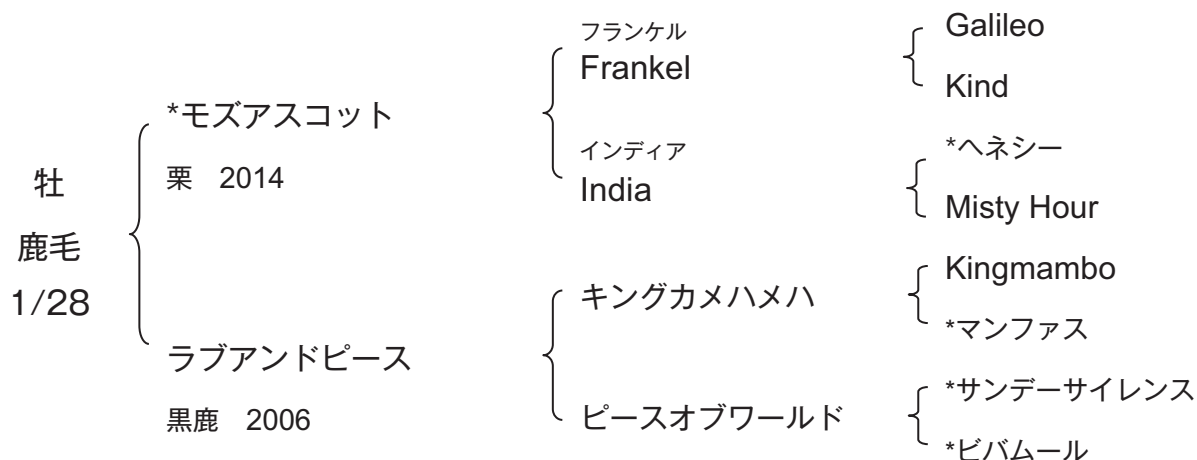 牡
鹿毛
1/28
*モズアスコット
栗 2014
ラブアンドピース
黒鹿 2006
フランケル
Frankel
インディア
India
キングカメハメハ
ピースオブワールド
Galileo
Kind
*ヘネシー
Misty Hour
Kingmambo
*マンファス
*サンデーサイレンス
*ビバムール